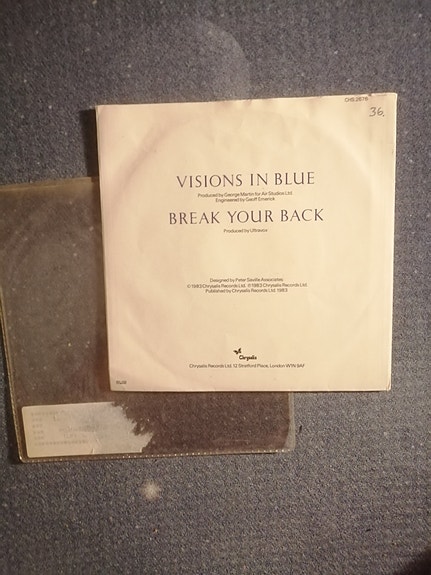 CHS 2676
36.
VISIONS IN BLUE
Produced by George Martin for Air Studios Ltd
Engineered by Geoff Emerick
BREAK YOUR BACK
Produced by Ultravox
Designed by Peter Saville Associates
℗1983 Chrysalis Records Ltd. ©1983 Chrysalis Records Ltd
Published by Chrysalis Records Ltd. 1983
Chrysalis
Chrysalis Records Ltd, 12 Stratford Place, London W1N 9AF